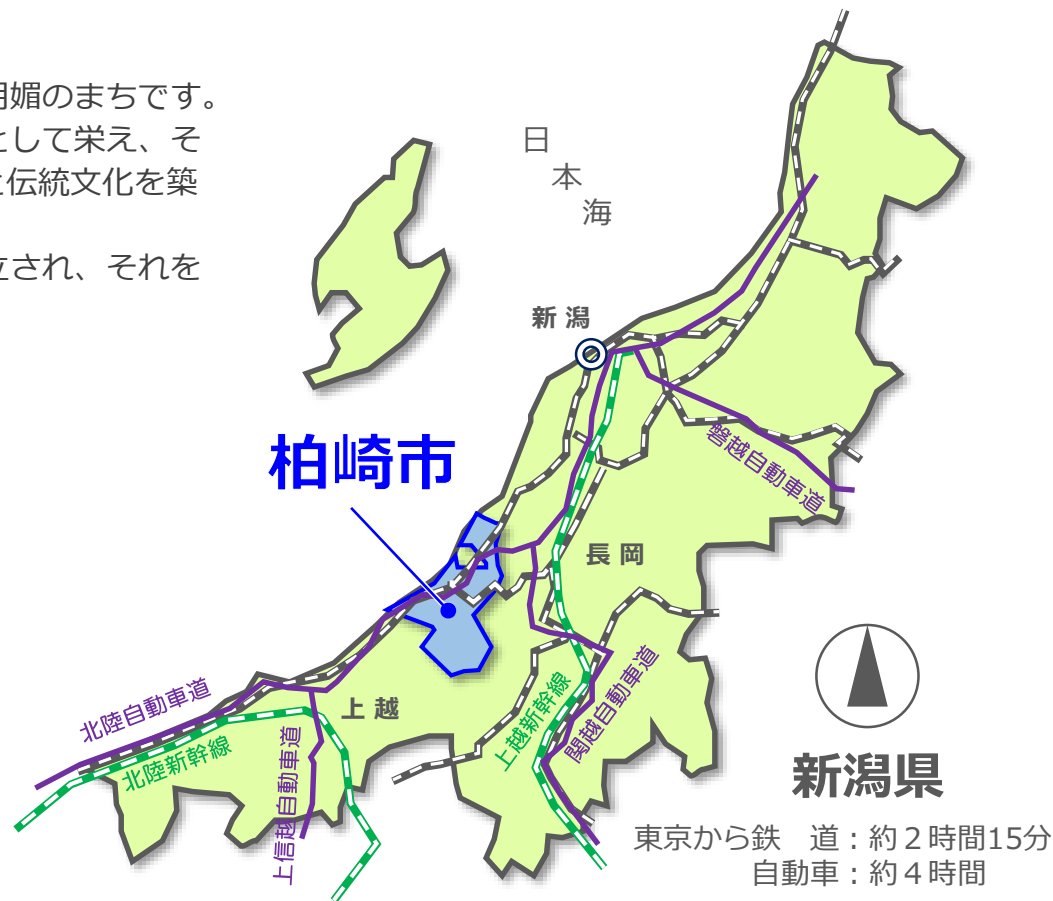 明媚のまちです。
として栄え、そ
と伝統文化を築
立され、それを
日本海
新潟
柏崎市
磐越自動車道
長岡
上越
北陸自動車道
北陸新幹線
上信越自動車道
上越新幹線
関越自動車道
新潟県
東京から鉄　道：約２時間15分
自動車：約４時間